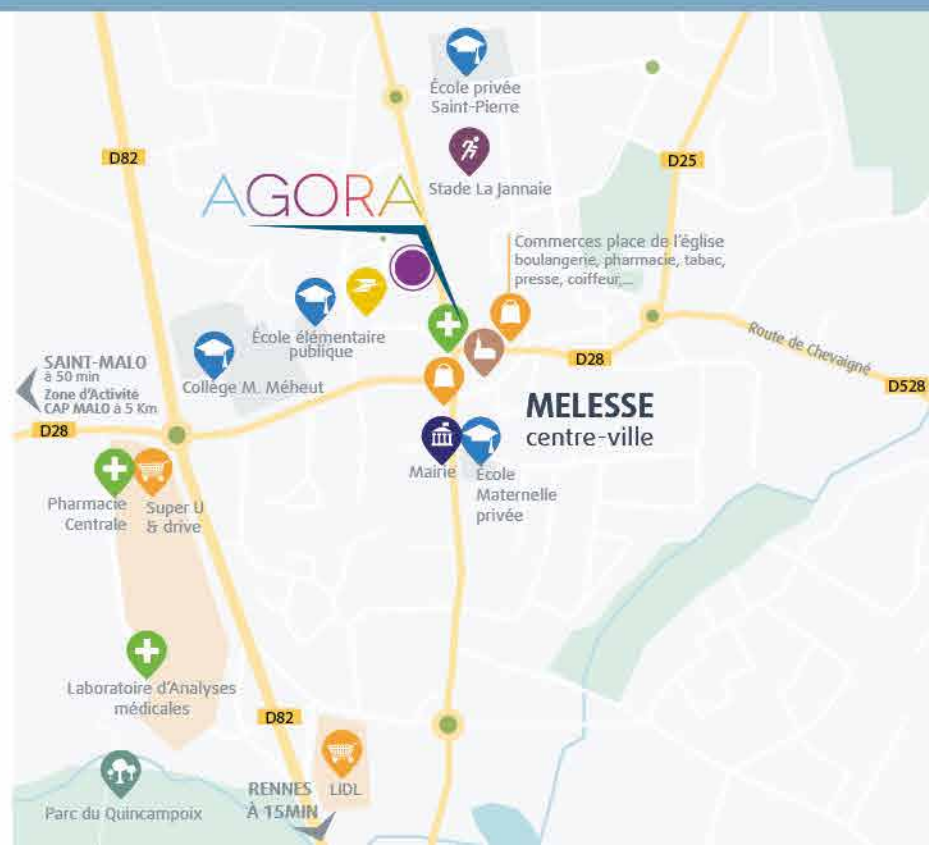 École privée
Saint-Pierre
D82
D25
Stade La Jannaie
AGORA
Commerces place de l'église
boulangerie, pharmacie, tabac,
presse, coiffeur,...
École élémentaire
publique
Route de Chevaigné
SAINT-MALO
à 50 min
Zone d'Activité
CAP MALO à 5 Km
Collège M. Méheut
D28
D528
MELESSE
centre-ville
D28
Mairie
École
Maternelle
privée
Pharmacie
Centrale
Super U
& drive
Laboratoire d'Analyses
médicales
D82
RENNES
À 15MIN
LIDL
Parc du Quincampoix